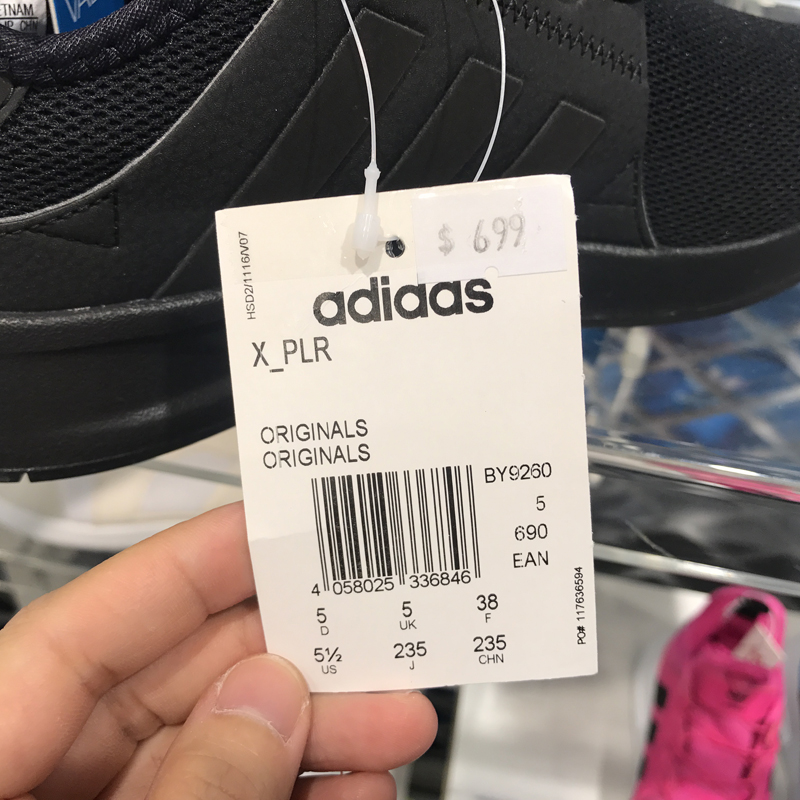 $ 699
HSD2/1116/V07
adidas
X_PLR
ORIGINALS
ORIGINALS
BY9260
5
690
EAN
4 058025 336846
5 5 38
D UK F
5½ 235 235
US J CHN
PO# 117636594